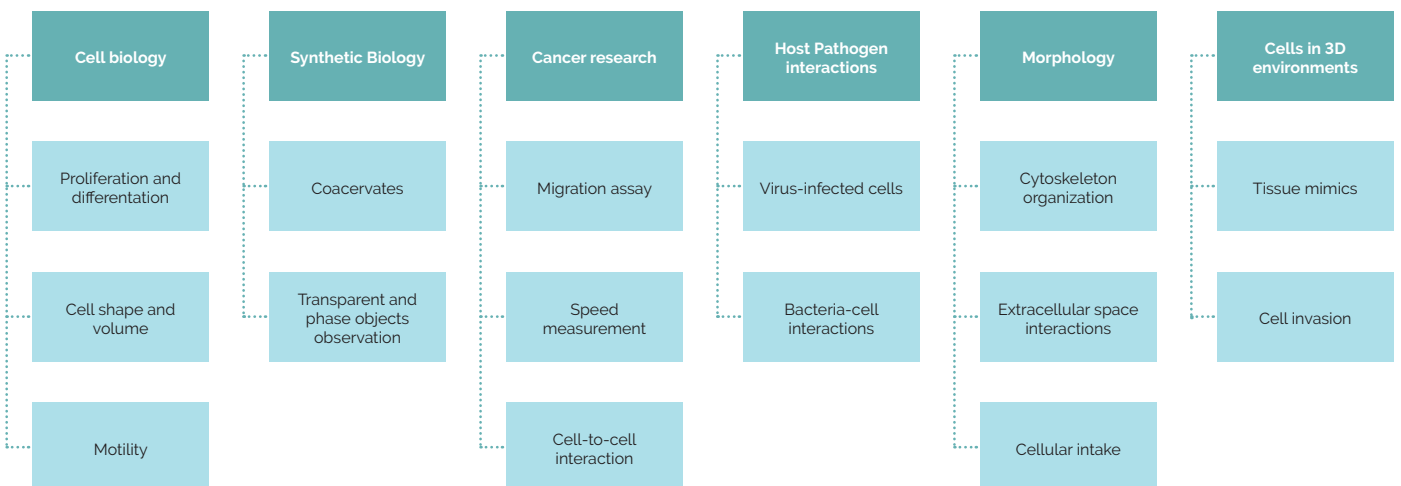 Cell biology
Proliferation and
differentation
Cell shape and
volume
Motility
Synthetic Biology
Coacervates
Transparent and
phase objects
observation
Cancer research
Migration assay
Speed
measurement
Cell-to-cell
interaction
Host Pathogen
interactions
Virus-infected cells
Bacteria-cell
interactions
Morphology
Cytoskeleton
organization
Extracellular space
interactions
Cellular intake
Cells in 3D
environments
Tissue mimics
Cell invasion